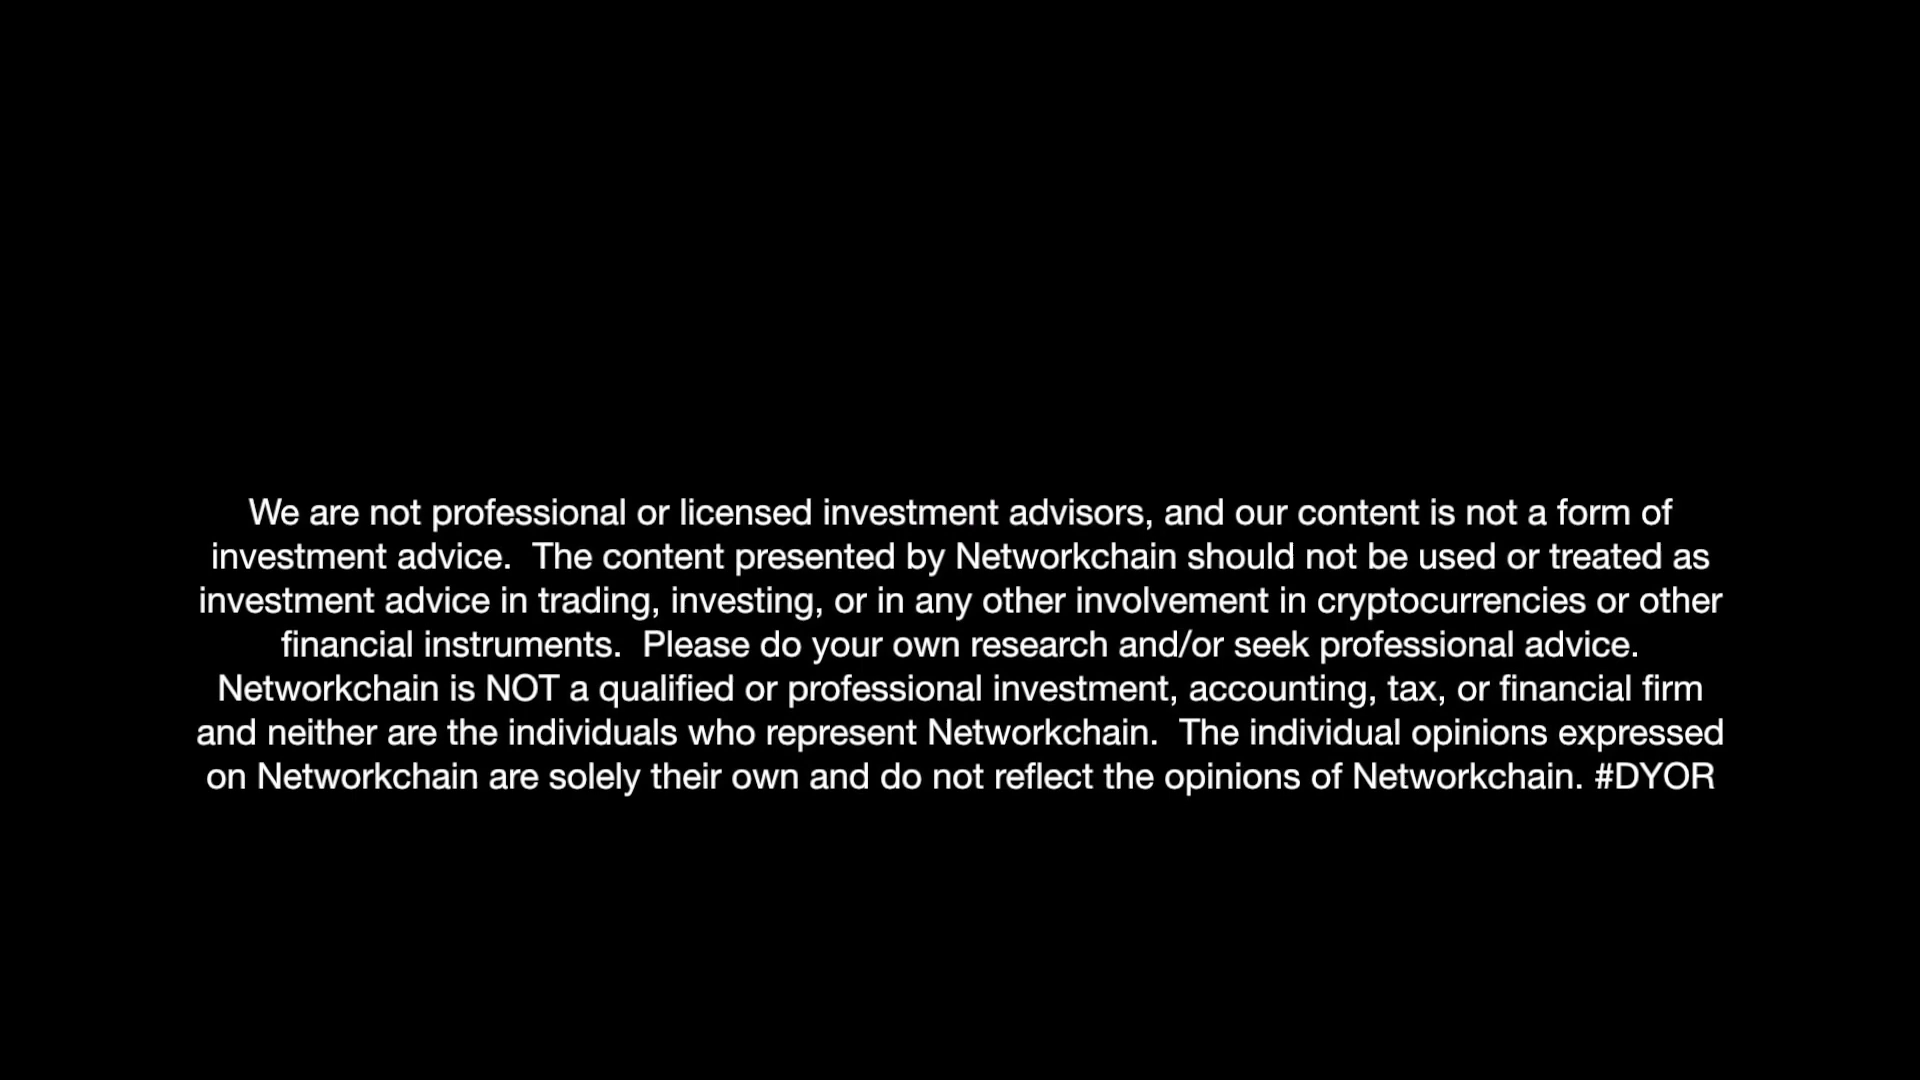 We are not professional or licensed investment advisors, and our content is not a form of
investment advice.  The content presented by Networkchain should not be used or treated as
investment advice in trading, investing, or in any other involvement in cryptocurrencies or other
financial instruments.  Please do your own research and/or seek professional advice.
Networkchain is NOT a qualified or professional investment, accounting, tax, or financial firm
and neither are the individuals who represent Networkchain.  The individual opinions expressed
on Networkchain are solely their own and do not reflect the opinions of Networkchain. #DYOR